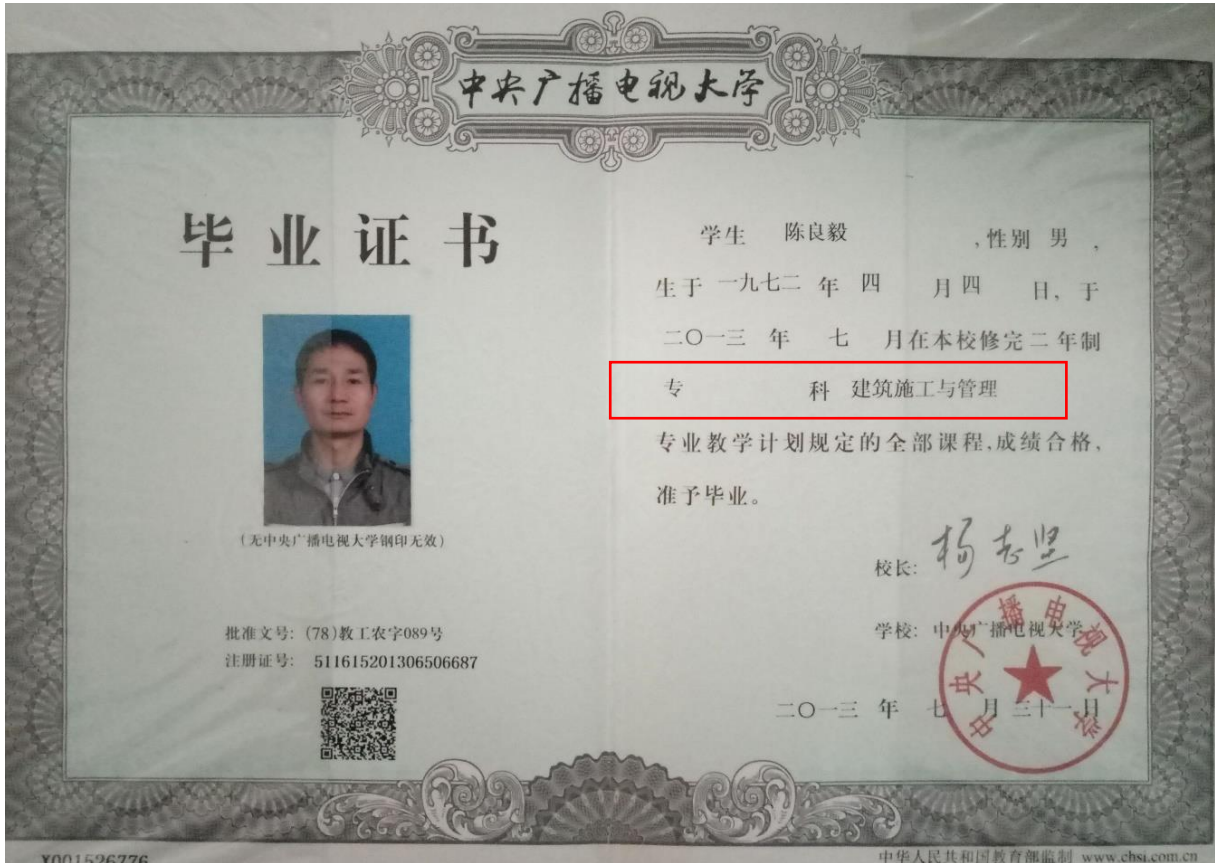 中央广播电视大学
毕业证书
(无中央广播电视大学钢印无效)
批准文号: (78)教工农字089号
注册证号: 511615201306506687
学生 陈良毅 ,性别 男 ,
生于 一九七二 年 四 月 四 日, 于
二〇一三 年 七 月在本校修完 二 年制
专 科 建筑施工与管理
专业教学计划规定的全部课程,成绩合格,
准予毕业。
校长: 杨志坚
学校: 中央广播电视大学
二〇一三 年 七 月 三十一 日
中央广播电视大学
X001526776
中华人民共和国教育部监制 www.chsi.com.cn